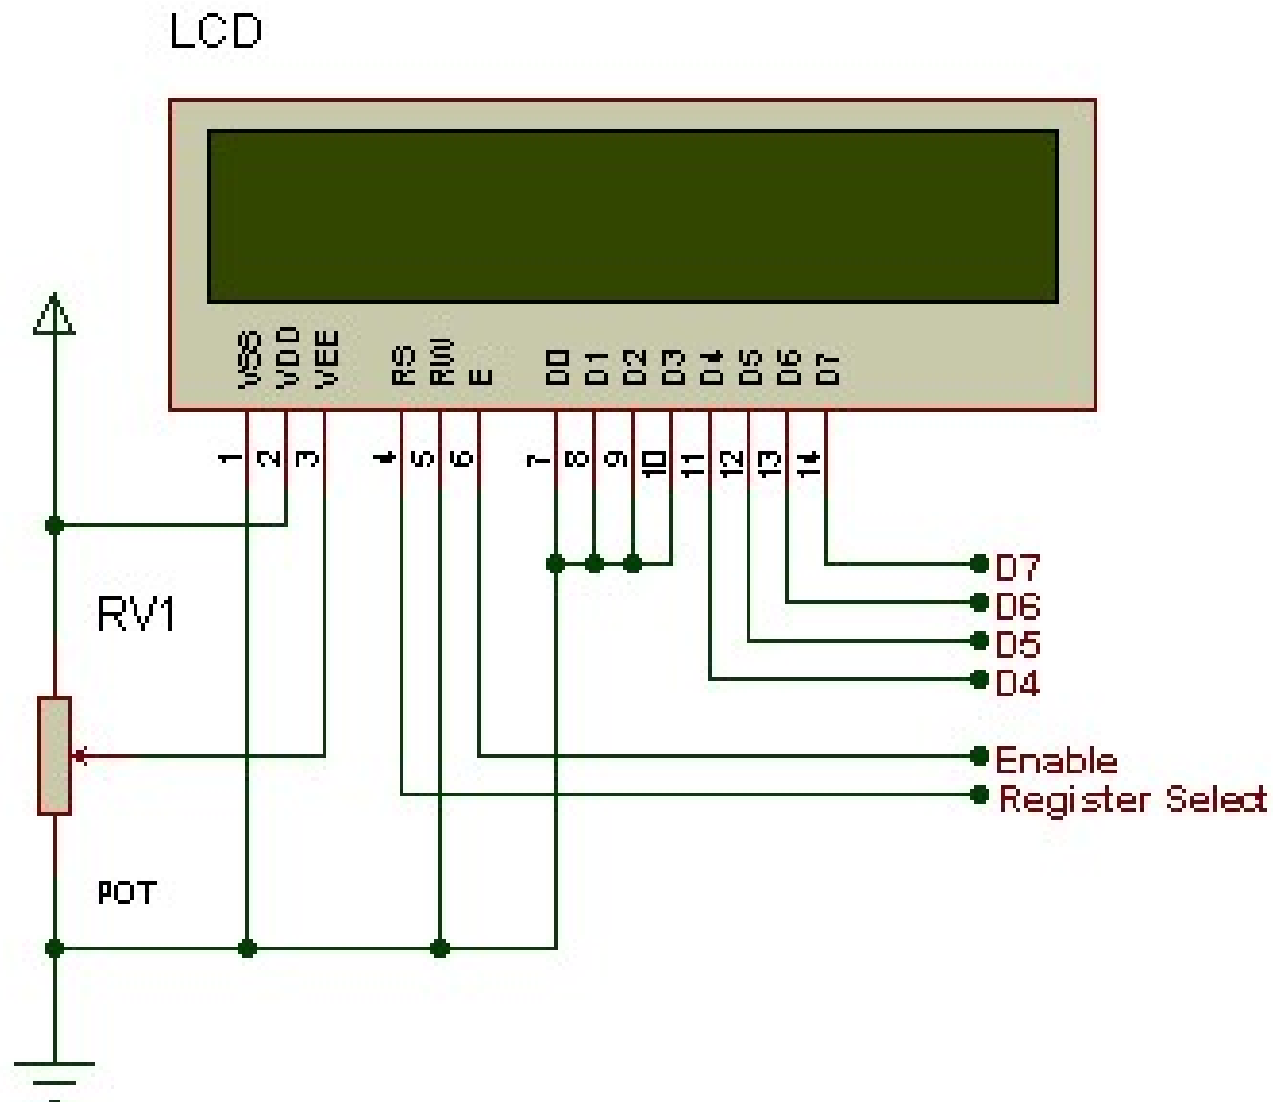 LCD
VSS VDD VEE RS RW E D0 D1 D2 D3 D4 D5 D6 D7
1 2 3 4 5 6 7 8 9 10 11 12 13 14
D7
RV1
D6
D5
D4
Enable
Register Select
POT